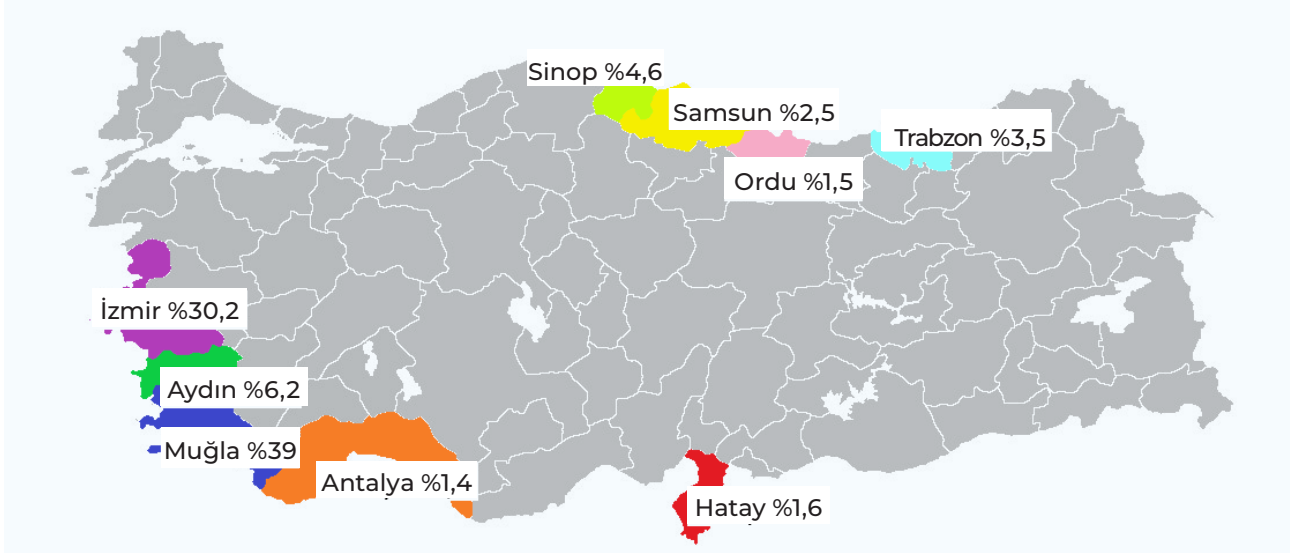 Sinop %4,6
Samsun %2,5
Trabzon %3,5
Ordu %1,5
İzmir %30,2
Aydın %6,2
Muğla %39
Antalya %1,4
Hatay %1,6